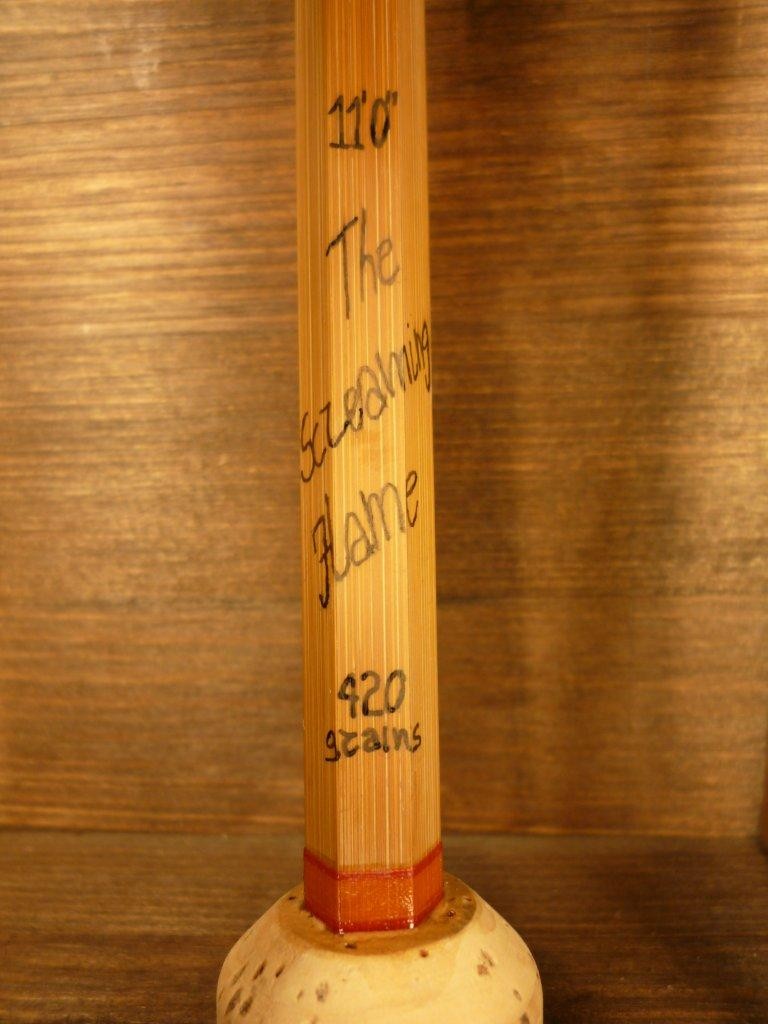 11'0"
The
Screaming
Flame
420
grains